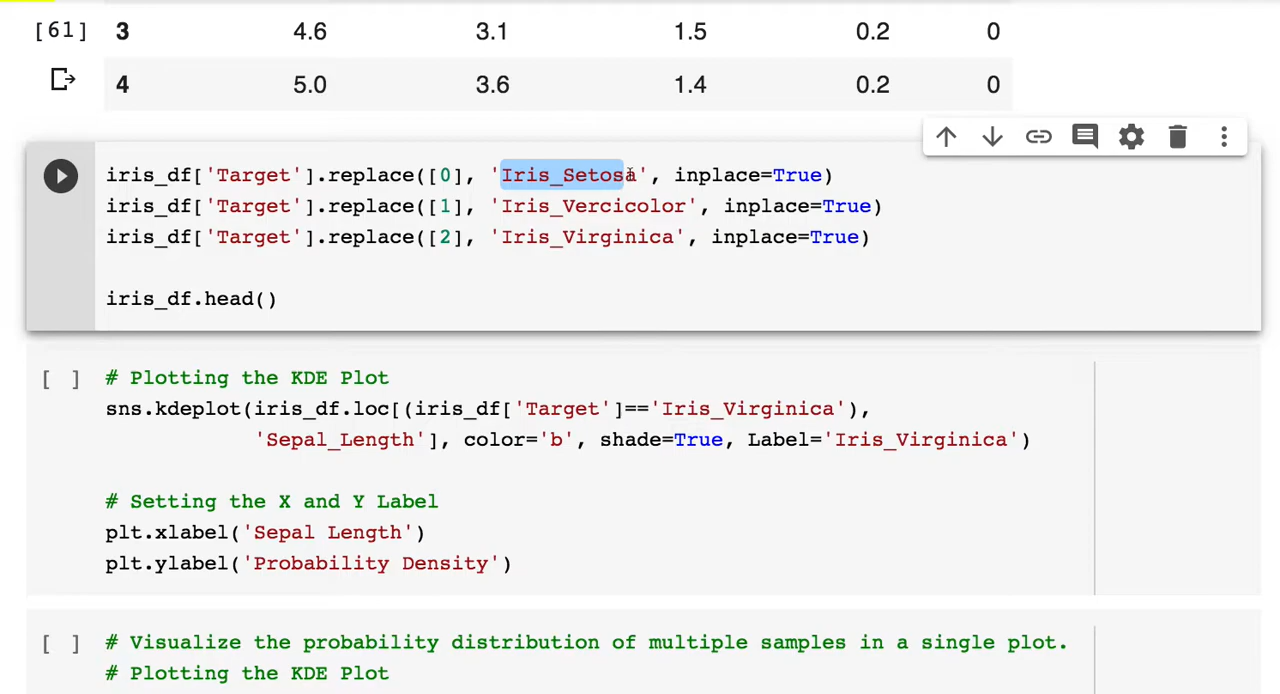 [61] 3 4.6 3.1 1.5 0.2 0
4 5.0 3.6 1.4 0.2 0
iris_df['Target'].replace([0], 'Iris_Setosa', inplace=True)
iris_df['Target'].replace([1], 'Iris_Vercicolor', inplace=True)
iris_df['Target'].replace([2], 'Iris_Virginica', inplace=True)
iris_df.head()
[ ] # Plotting the KDE Plot
sns.kdeplot(iris_df.loc[(iris_df['Target']=='Iris_Virginica'),
'Sepal_Length'], color='b', shade=True, Label='Iris_Virginica')
# Setting the X and Y Label
plt.xlabel('Sepal Length')
plt.ylabel('Probability Density')
[ ] # Visualize the probability distribution of multiple samples in a single plot.
# Plotting the KDE Plot